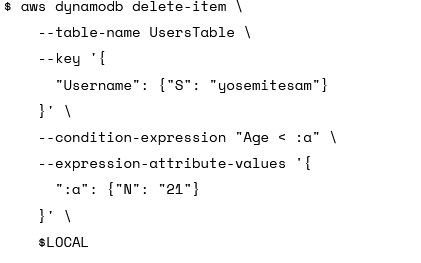 $ aws dynamodb delete-item \
    --table-name UsersTable \
    --key '{
      "Username": {"S": "yosemitesam"}
    }' \
    --condition-expression "Age < :a" \
    --expression-attribute-values '{
      ":a": {"N": "21"}
    }' \
    $LOCAL